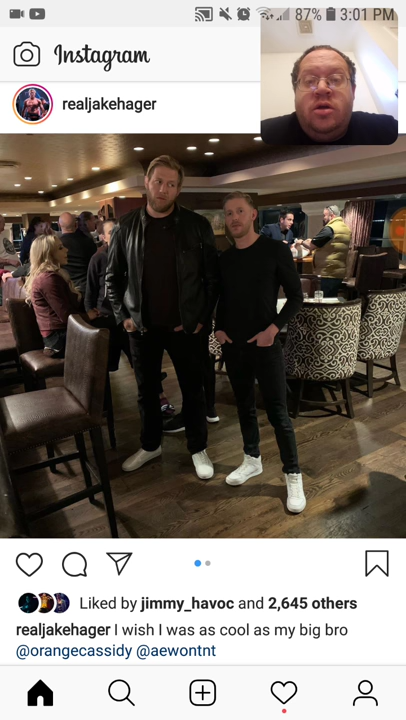 87% 3:01 PM
Instagram
realjakehager
Liked by jimmy_havoc and 2,645 others
realjakehager I wish I was as cool as my big bro
@orangecassidy @aewontnt